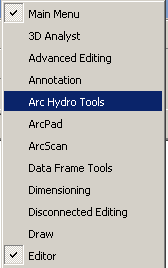 Main Menu
3D Analyst
Advanced Editing
Annotation
Arc Hydro Tools
ArcPad
ArcScan
Data Frame Tools
Dimensioning
Disconnected Editing
Draw
Editor